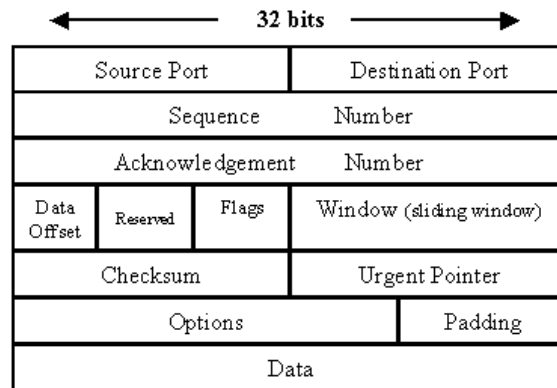 32 bits
Source Port Destination Port
Sequence Number
Acknowledgement Number
Data Offset Reserved Flags Window (sliding window)
Checksum Urgent Pointer
Options Padding
Data